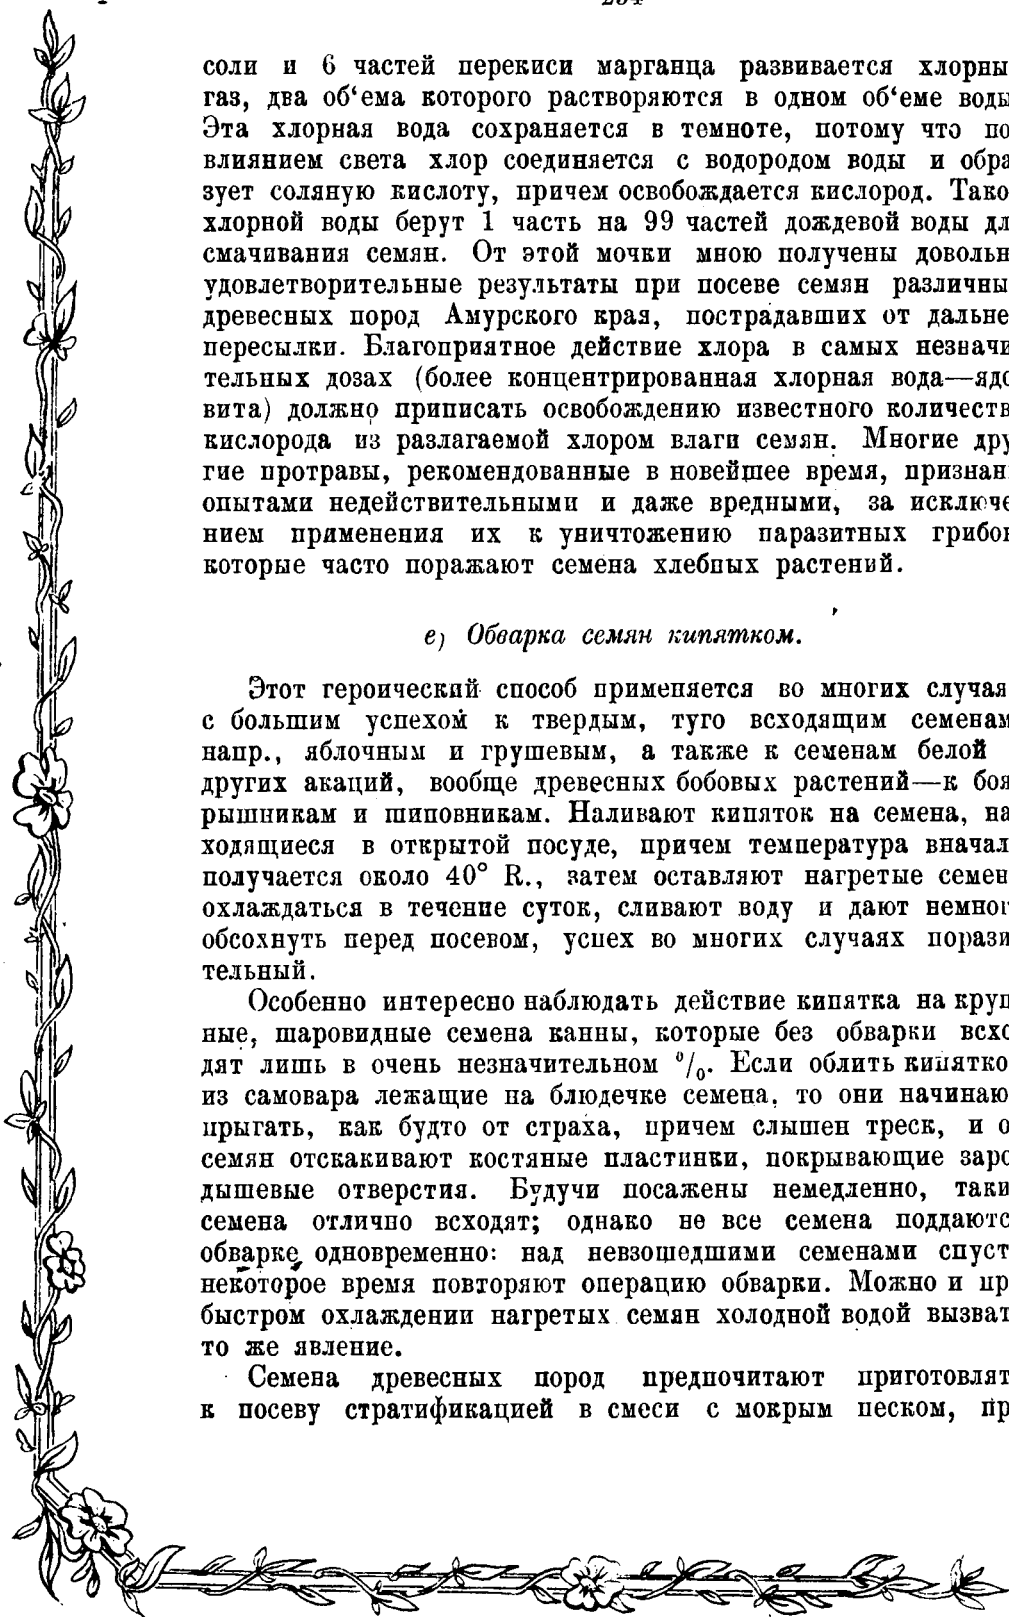 соли и 6 частей перекиси марганца развивается хлорны
газ, два об‘ема которого растворяются в одном об‘еме воды
Эта хлорная вода сохраняется в темноте, потому что по
влиянием света хлор соединяется с водородом воды и обра
зует соляную кислоту, причем освобождается кислород. Тако
хлорной воды берут 1 часть на 99 частей дождевой воды дл
смачивания семян. От этой мочки мною получены довольн
удовлетворительные результаты при посеве семян различны
древесных пород Амурского края, пострадавших от дальне
пересылки. Благоприятное действие хлора в самых незначи
тельных дозах (более концентрированная хлорная вода—ядо
вита) должно приписать освобождению известного количеств
кислорода из разлагаемой хлором влаги семян. Многие дру
гие протравы, рекомендованные в новейшее время, признан
опытами недействительными и даже вредными, за исключе
нием применения их к уничтожению паразитных грибов
которые часто поражают семена хлебных растений.
е) Обварка семян кипятком.
Этот героический способ применяется во многих случая
с большим успехом к твердым, туго всходящим семенам
напр., яблочным и грушевым, а также к семенам белой
других акаций, вообще древесных бобовых растений—к боя
рышникам и шиповникам. Наливают кипяток на семена, на
ходящиеся в открытой посуде, причем температура вначал
получается около 40° R., затем оставляют нагретые семен
охлаждаться в течение суток, сливают воду и дают немног
обсохнуть перед посевом, успех во многих случаях порази
тельный.
Особенно интересно наблюдать действие кипятка на круп
ные, шаровидные семена канны, которые без обварки всхо
дят лишь в очень незначительном %. Если облить кипятко
из самовара лежащие на блюдечке семена, то они начинаю
прыгать, как будто от страха, причем слышен треск, и о
семян отскакивают костяные пластинки, покрывающие заро
дышевые отверстия. Будучи посажены немедленно, таки
семена отлично всходят; однако не все семена поддаютс
обварке, одновременно: над невзошедшими семенами спуст
некоторое время повторяют операцию обварки. Можно и пр
быстром охлаждении нагретых семян холодной водой вызват
то же явление.
Семена древесных пород предпочитают приготовлят
к посеву стратификацией в смеси с мокрым песком, пр